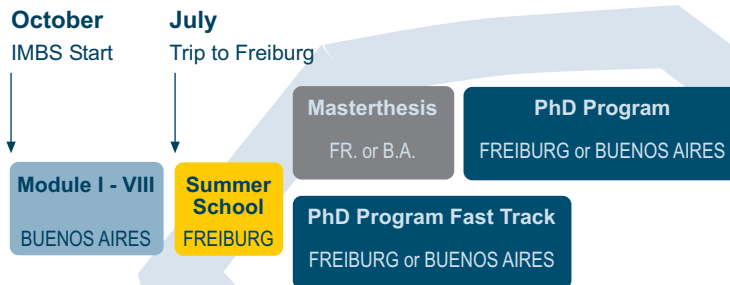 October
IMBS Start
July
Trip to Freiburg
Masterthesis
FR. or B.A.
PhD Program
FREIBURG or BUENOS AIRES
Module I - VIII
BUENOS AIRES
Summer
School
FREIBURG
PhD Program Fast Track
FREIBURG or BUENOS AIRES